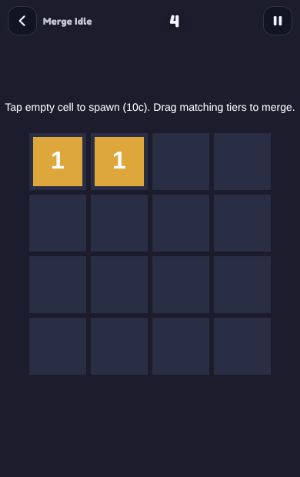 Merge Idle
4
Tap empty cell to spawn (10c). Drag matching tiers to merge.
1 1